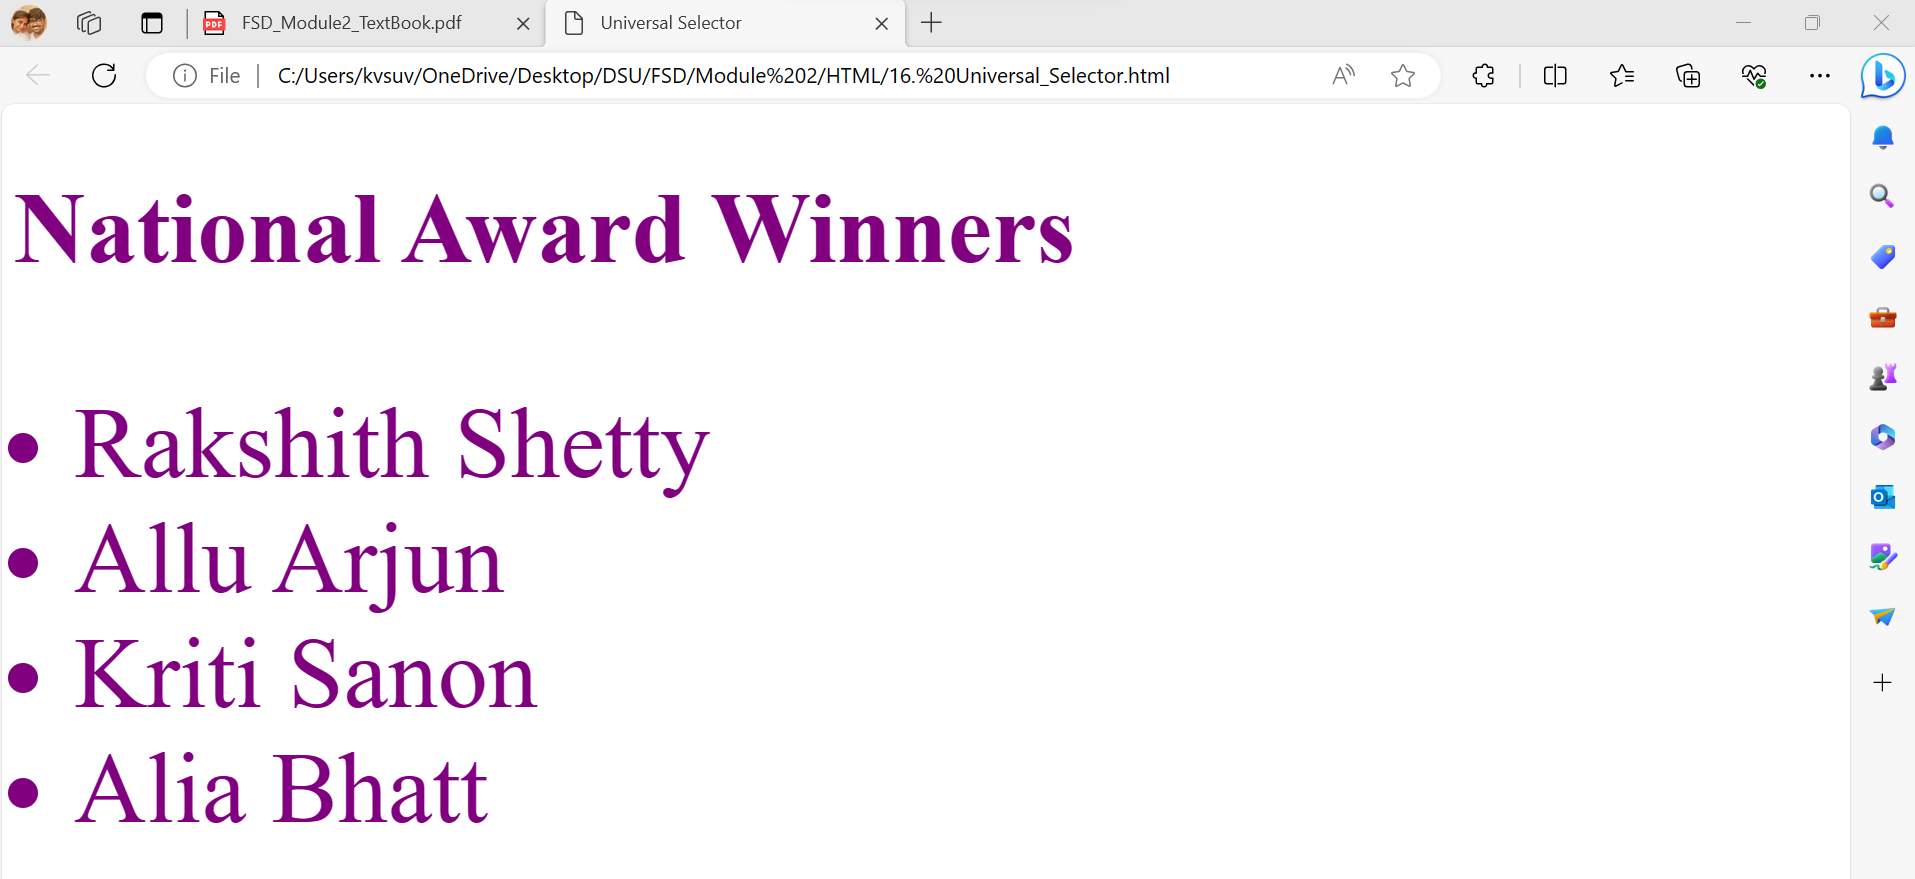 FSD_Module2_TextBook.pdf
Universal Selector
File
C:/Users/kvsuv/OneDrive/Desktop/DSU/FSD/Module%202/HTML/16.%20Universal_Selector.html
National Award Winners
• Rakshith Shetty
• Allu Arjun
• Kriti Sanon
• Alia Bhatt